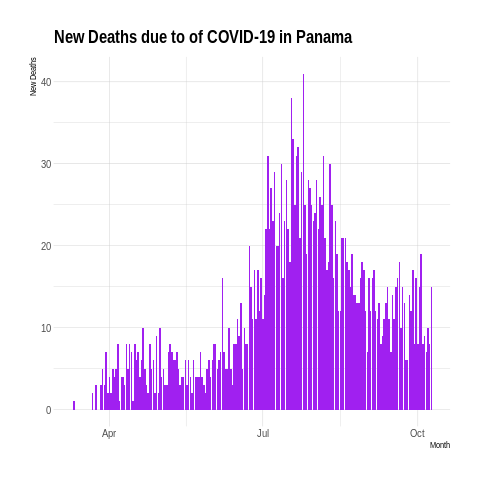 New Deaths due to of COVID-19 in Panama
New Deaths
40
30
20
10
0
Apr
Jul
Oct
Month